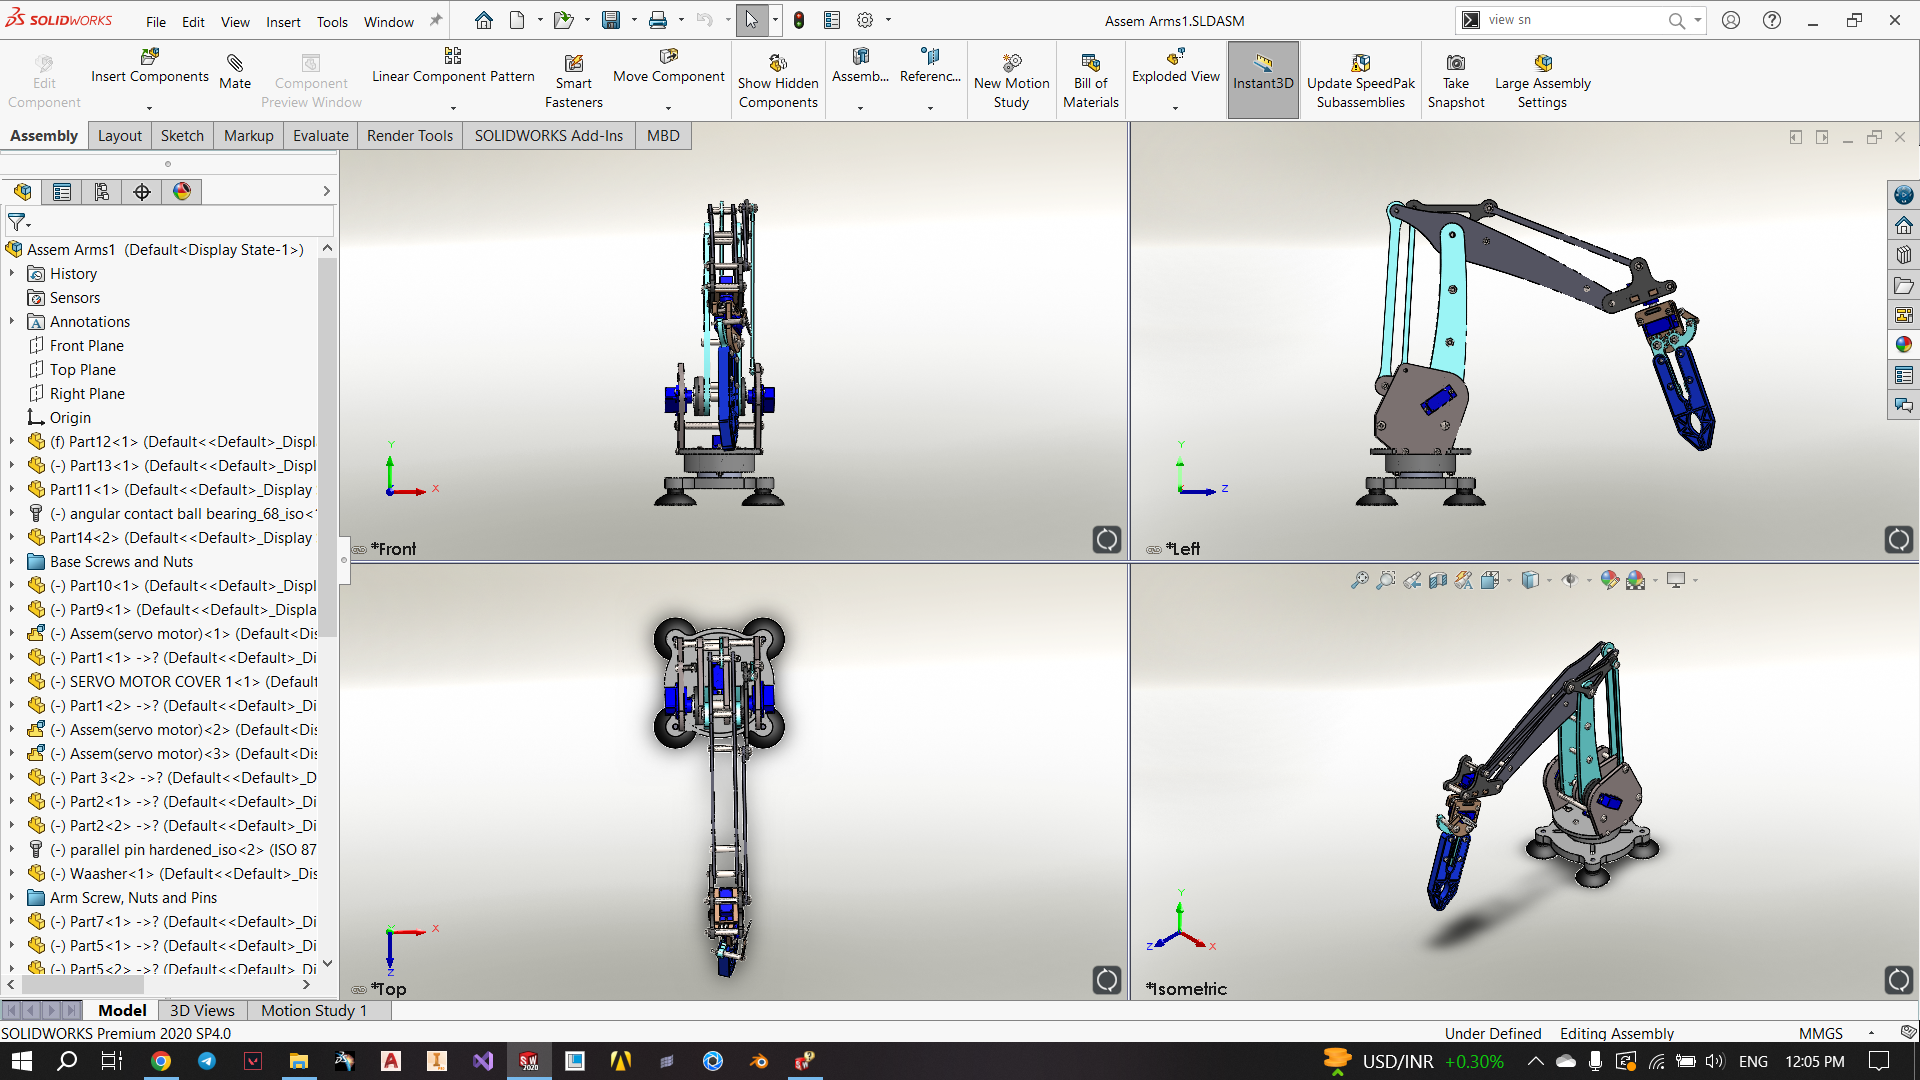 SOLIDWORKS File Edit View Insert Tools Window Assem Arms1.SLDASM view sn
Edit Component
Insert Components
Mate
Component Preview Window
Linear Component Pattern
Smart Fasteners
Move Component
Show Hidden Components
Assemb...
Referenc...
New Motion Study
Bill of Materials
Exploded View
Instant3D
Update SpeedPak Subassemblies
Take Snapshot
Large Assembly Settings
Assembly Layout Sketch Markup Evaluate Render Tools SOLIDWORKS Add-Ins MBD
Assem Arms1 (Default<Display State-1>)
History
Sensors
Annotations
Front Plane
Top Plane
Right Plane
Origin
(f) Part12<1> (Default<<Default>_Displ
(-) Part13<1> (Default<<Default>_Displ
Part11<1> (Default<<Default>_Display
(-) angular contact ball bearing_68_iso<
Part14<2> (Default<<Default>_Display
Base Screws and Nuts
(-) Part10<1> (Default<<Default>_Displ
(-) Part9<1> (Default<<Default>_Displa
(-) Assem(servo motor)<1> (Default<Dis
(-) Part1<1> ->? (Default<<Default>_Di
(-) SERVO MOTOR COVER 1<1> (Default
(-) Part1<2> ->? (Default<<Default>_Di
(-) Assem(servo motor)<2> (Default<Dis
(-) Assem(servo motor)<3> (Default<Dis
(-) Part 3<2> ->? (Default<<Default>_D
(-) Part2<1> ->? (Default<<Default>_Di
(-) Part2<2> ->? (Default<<Default>_Di
(-) parallel pin hardened_iso<2> (ISO 87
(-) Waasher<1> (Default<<Default>_Dis
Arm Screw, Nuts and Pins
(-) Part7<1> ->? (Default<<Default>_Di
(-) Part5<1> ->? (Default<<Default>_Di
(-) Part5<2> ->? (Default<<Default>_Di
Y
X
*Front
Y
Z
*Left
X
Z
*Top
Y
Z
X
*Isometric
Model 3D Views Motion Study 1
SOLIDWORKS Premium 2020 SP4.0 Under Defined Editing Assembly MMGS
USD/INR +0.30% ENG 12:05 PM